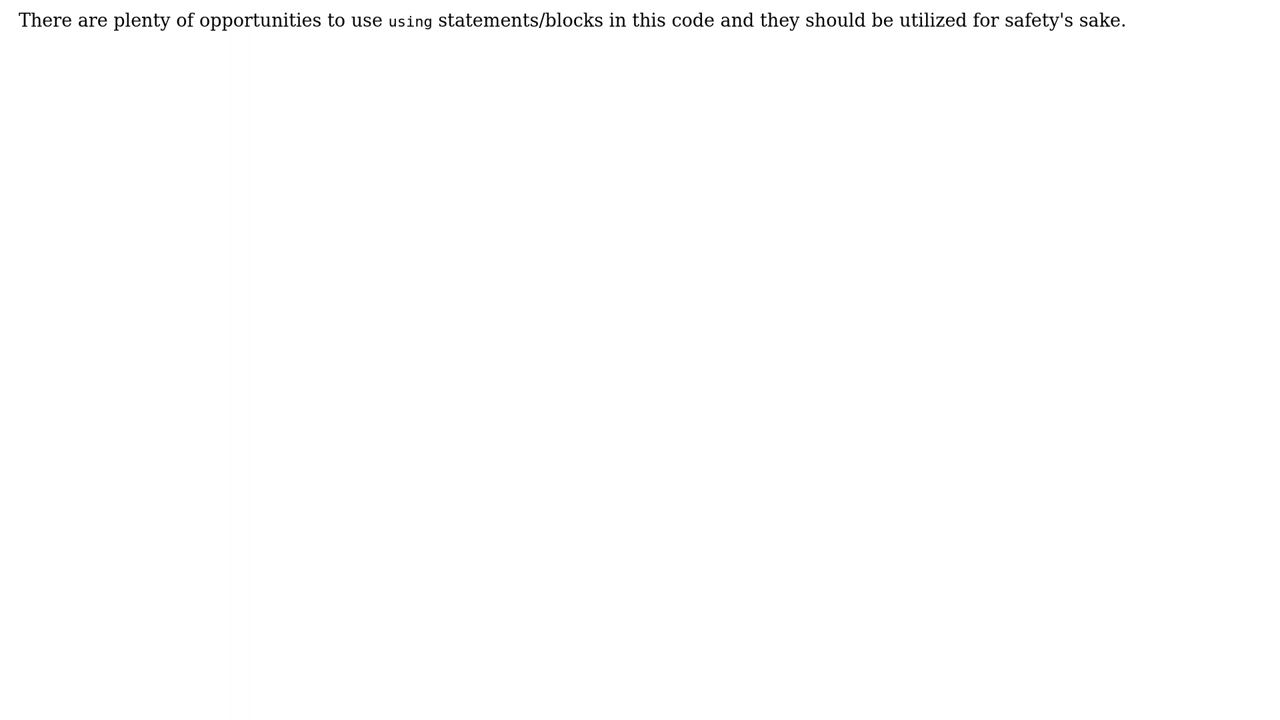 There are plenty of opportunities to use using statements/blocks in this code and they should be utilized for safety's sake.